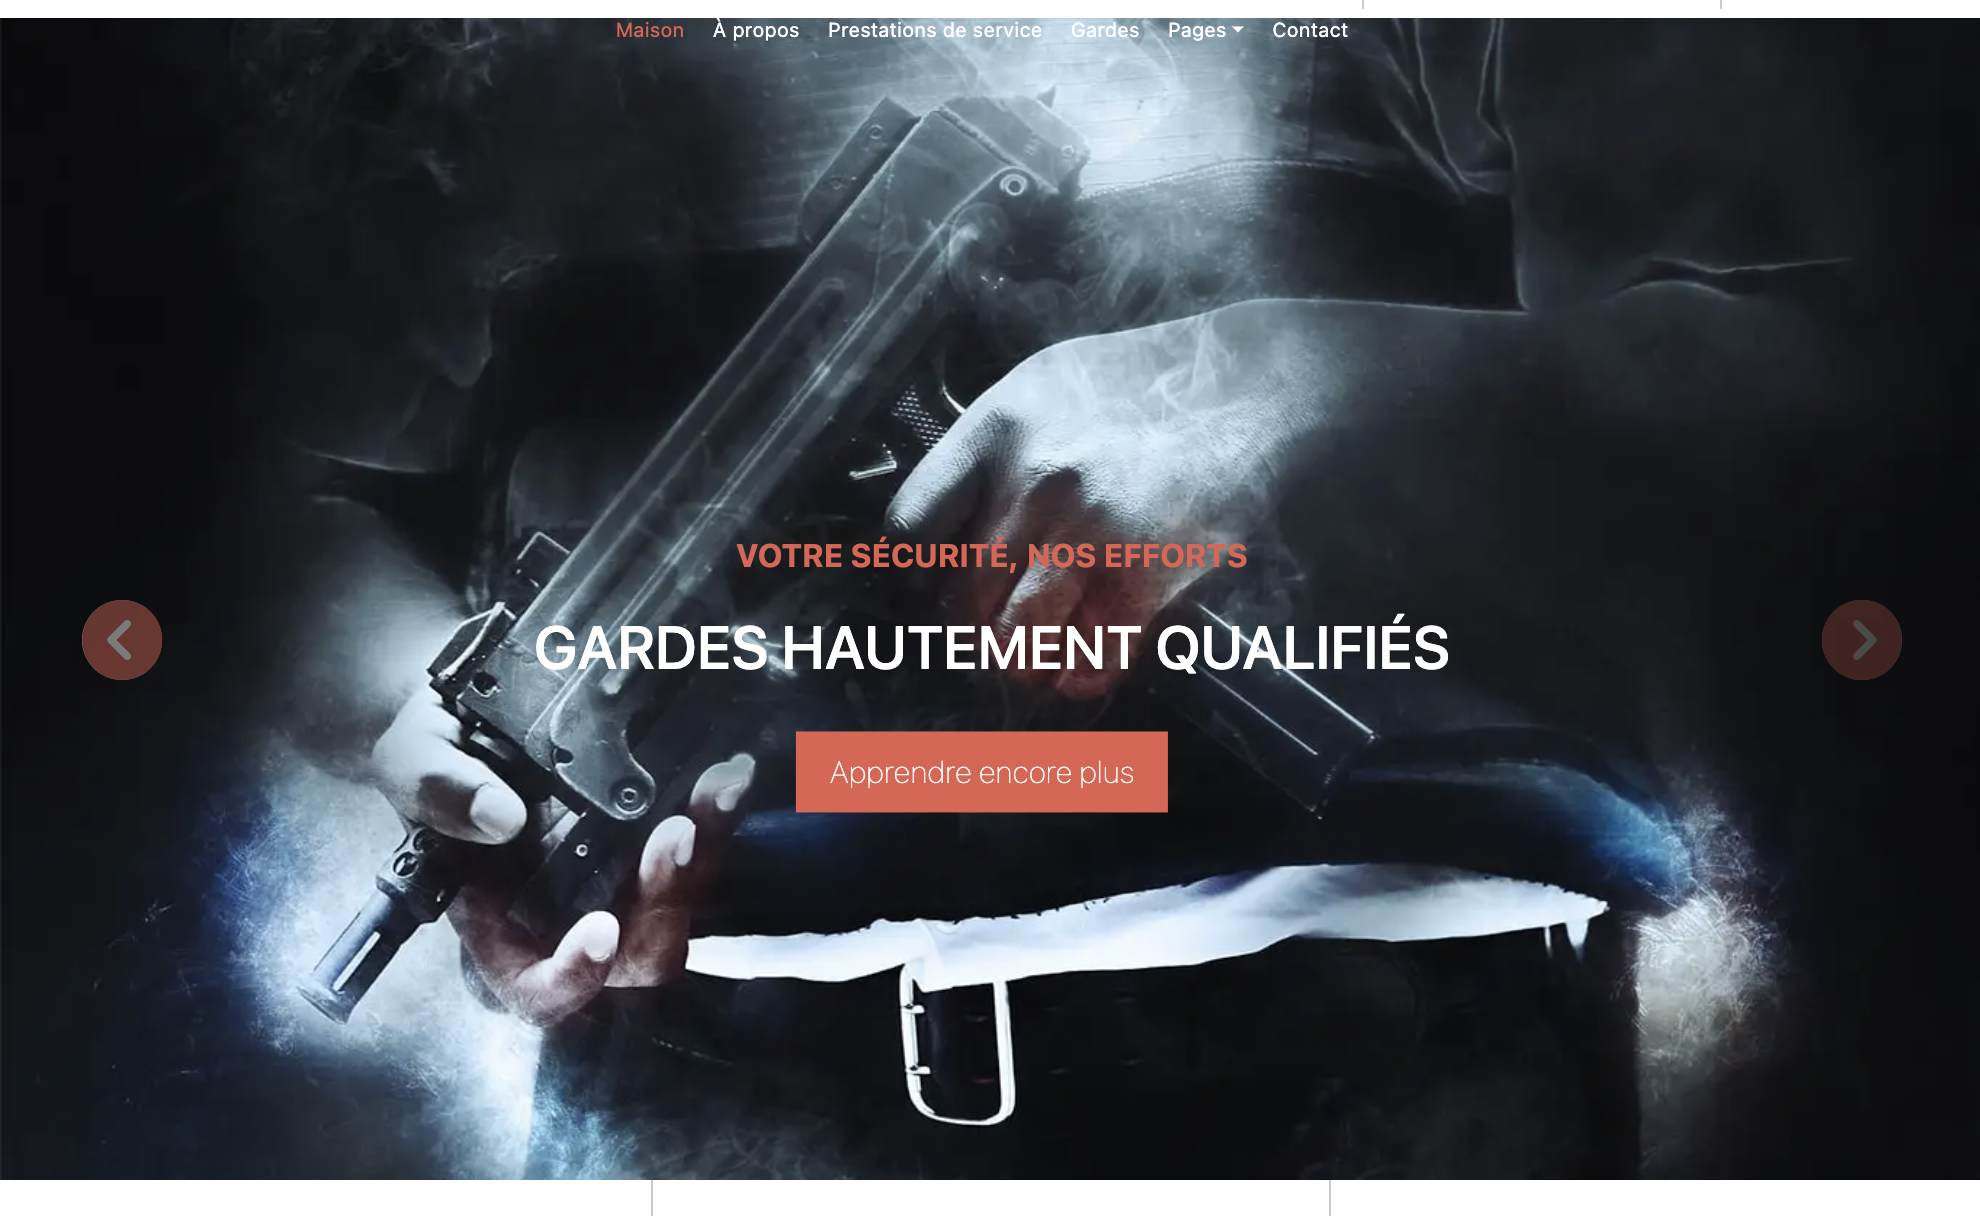 Maison À propos Prestations de service Gardes Pages Contact
VOTRE SÉCURITÉ, NOS EFFORTS
GARDES HAUTEMENT QUALIFIÉS
Apprendre encore plus